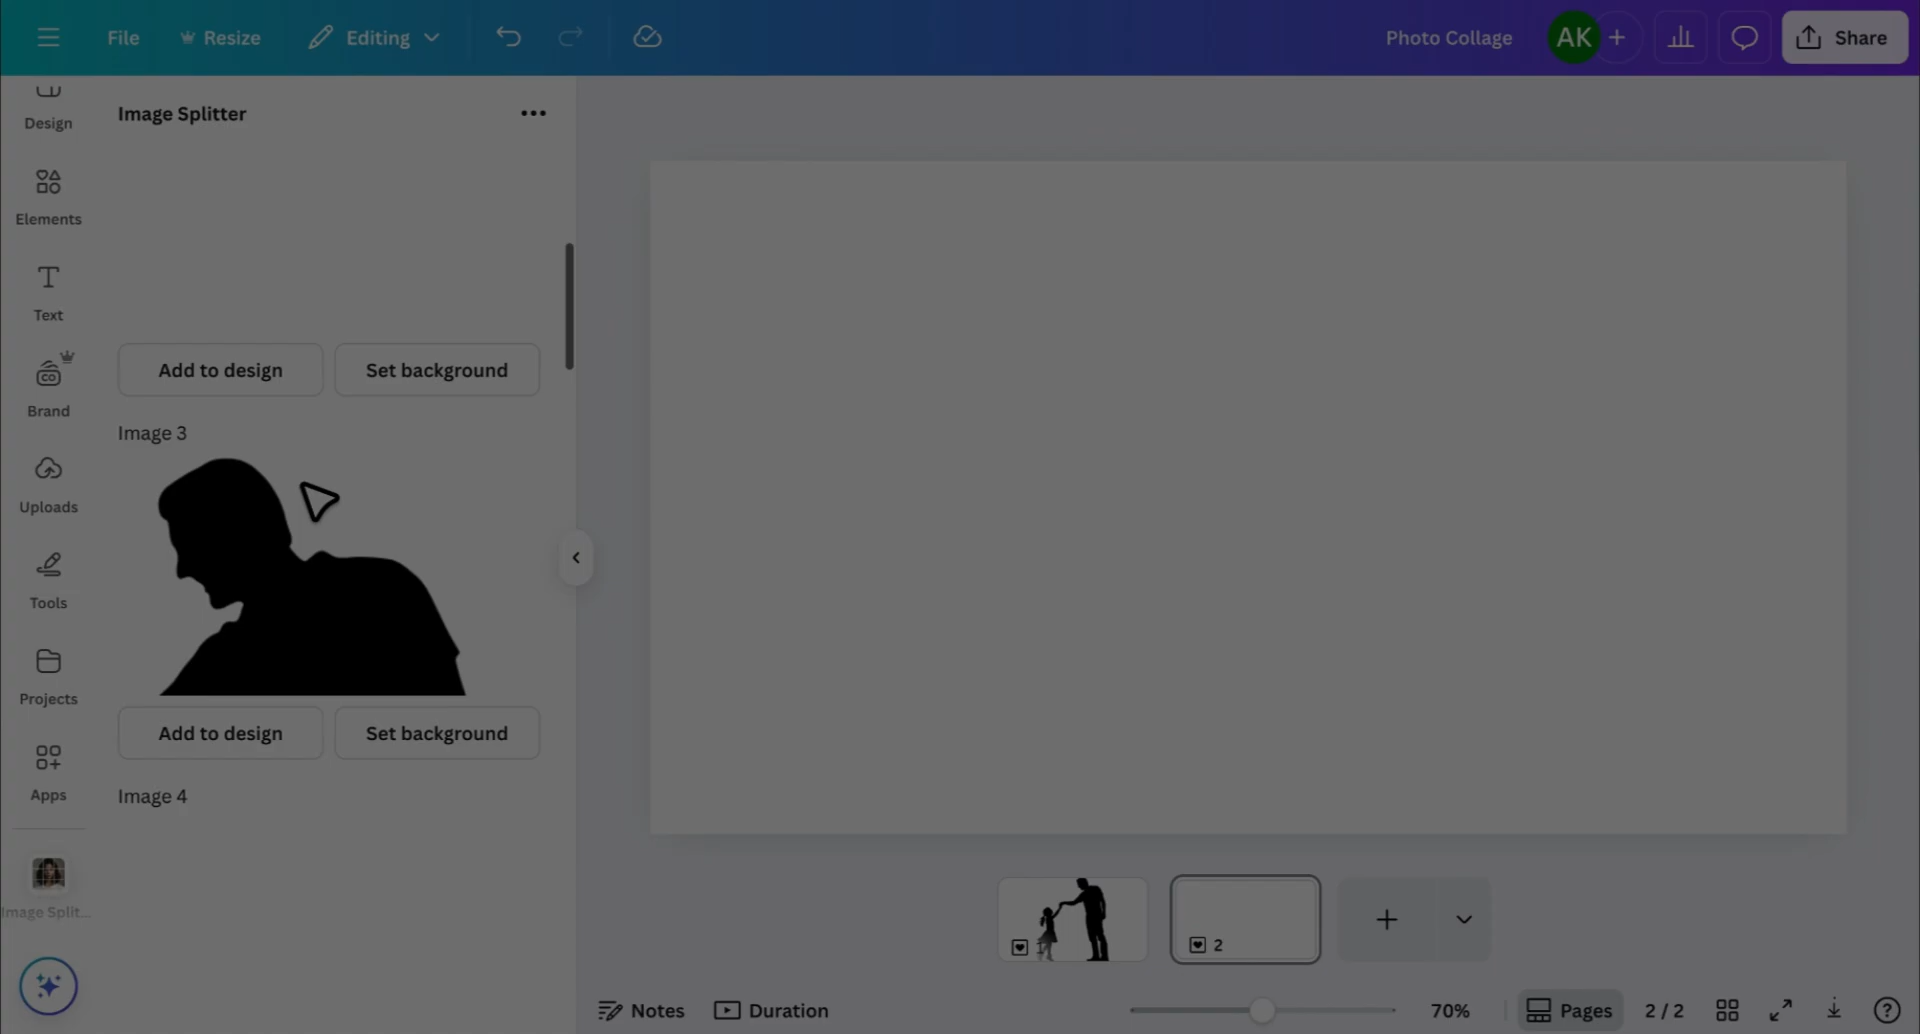 File
Resize
Editing
Photo Collage
AK
Share
Design
Elements
Text
Brand
Uploads
Tools
Projects
Apps
Image Split...
Image Splitter
Add to design
Set background
Image 3
Add to design
Set background
Image 4
1
2
Notes
Duration
70%
Pages
2 / 2